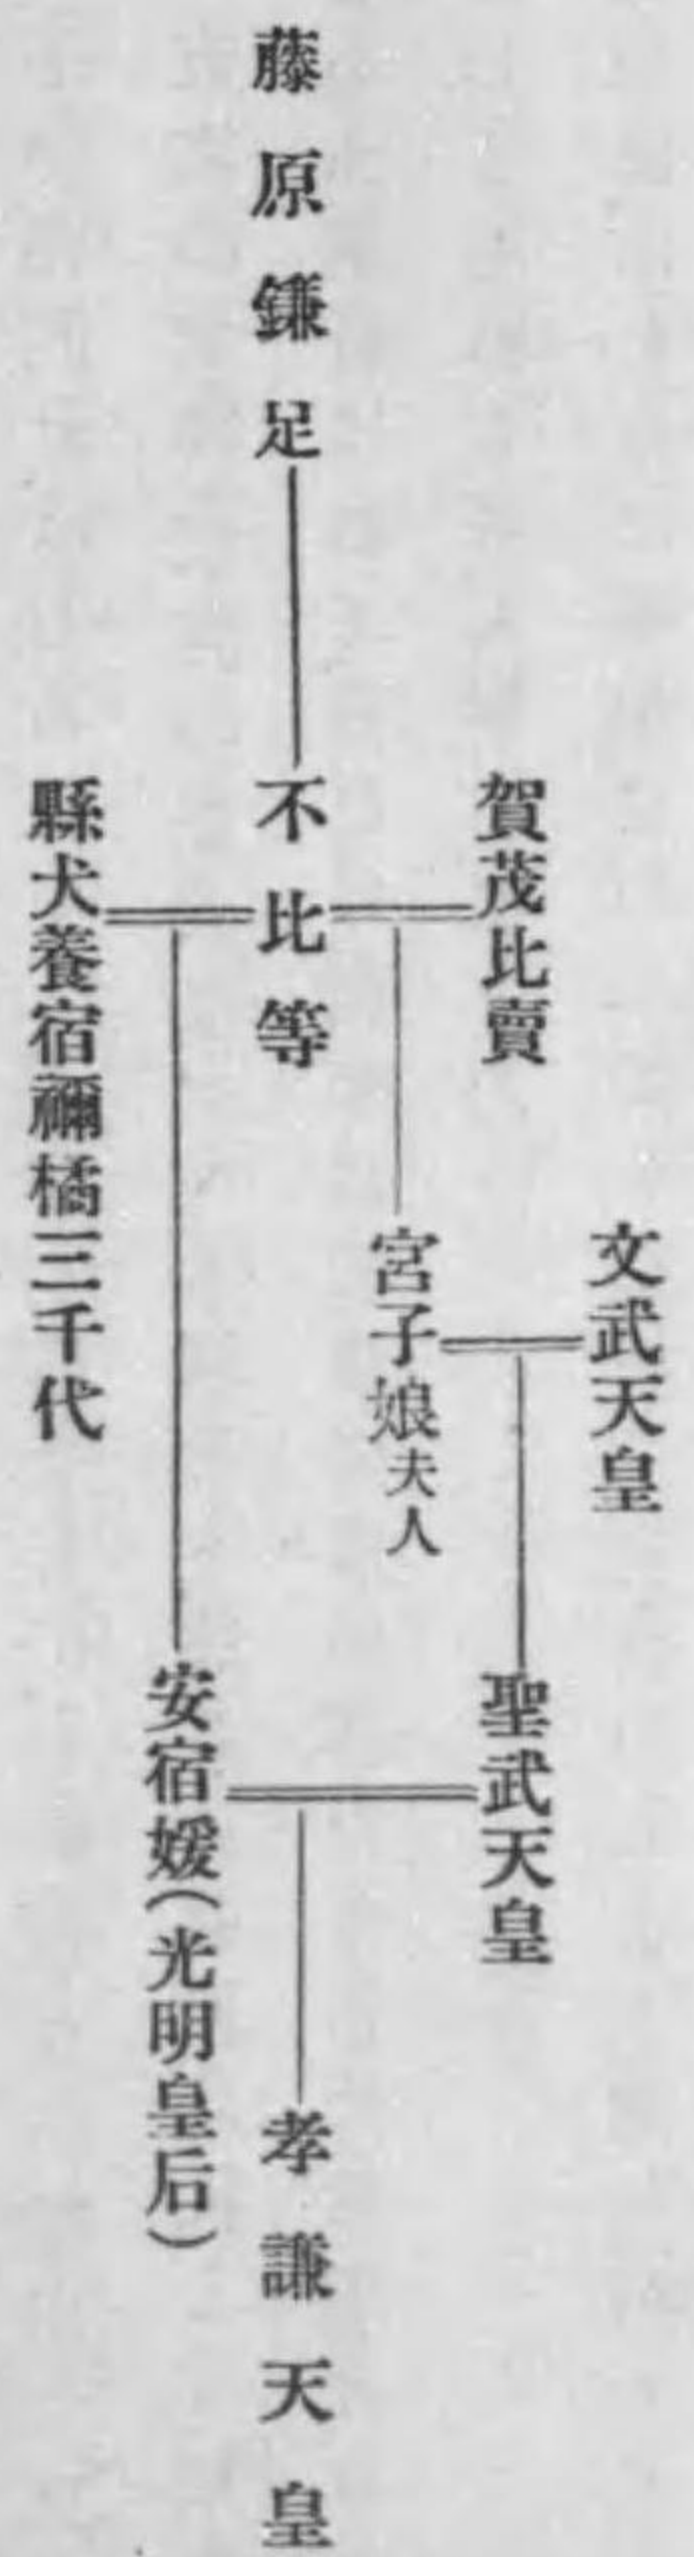 藤原鎌足
文武天皇
賀茂比賣
不比等
縣犬養宿禰橘三千代
宮子娘夫人
聖武天皇
安宿媛(光明皇后)
孝謙天皇